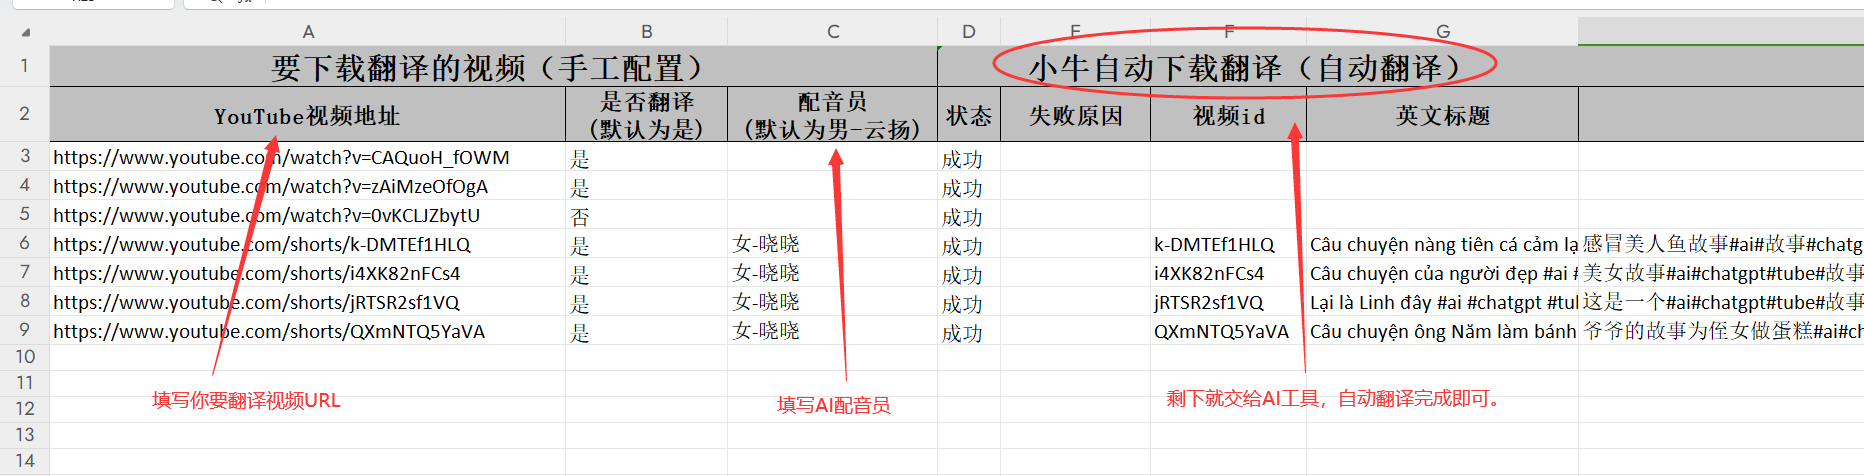 A B C D E F G
1 要下载翻译的视频（手工配置） 小牛自动下载翻译（自动翻译）
是否翻译 配音员
2 YouTube视频地址 状态 失败原因 视频id 英文标题
(默认为是) (默认为男-云扬)
3 https://www.youtube.com/watch?v=CAQuoH_fOWM 是 成功
4 https://www.youtube.com/watch?v=zAiMzeOfOgA 是 成功
5 https://www.youtube.com/watch?v=0vKCLJZbytU 否 成功
6 https://www.youtube.com/shorts/k-DMTEf1HLQ 是 女-晓晓 成功 k-DMTEf1HLQ Câu chuyện nàng tiên cá cảm lạ 感冒美人鱼故事#ai#故事#chatg
7 https://www.youtube.com/shorts/i4XK82nFCs4 是 女-晓晓 成功 i4XK82nFCs4 Câu chuyện của người đẹp #ai # 美女故事#ai#chatgpt#tube#故事
8 https://www.youtube.com/shorts/jRTSR2sf1VQ 是 女-晓晓 成功 jRTSR2sf1VQ Lại là Linh đây #ai #chatgpt #tul 这是一个#ai#chatgpt#tube#故事
9 https://www.youtube.com/shorts/QXmNTQ5YaVA 是 女-晓晓 成功 QXmNTQ5YaVA Câu chuyện ông Nắm làm bánh 爷爷的故事为侄女做蛋糕#ai#ch
10
11
填写你要翻译视频URL 填写AI配音员 剩下就交给AI工具，自动翻译完成即可。
12
13
14